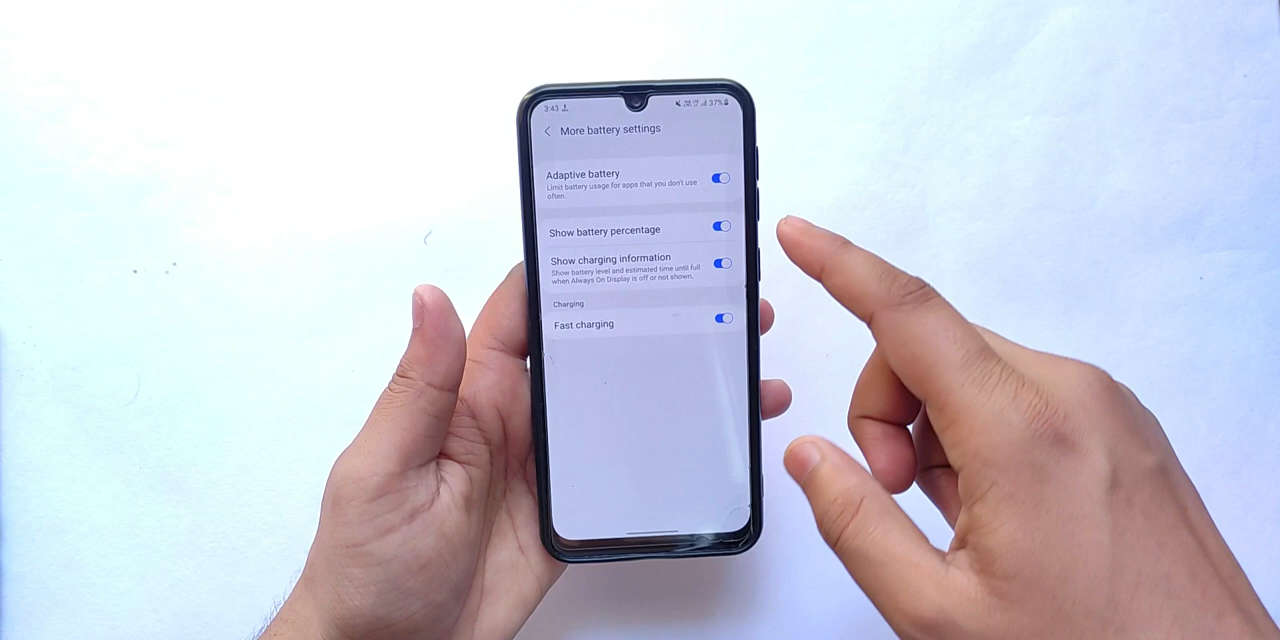 3:43
37%
More battery settings
Adaptive battery
Limit battery usage for apps that you don't use
often.
Show battery percentage
Show charging information
Show battery level and estimated time until full
when Always On Display is off or not shown.
Charging
Fast charging